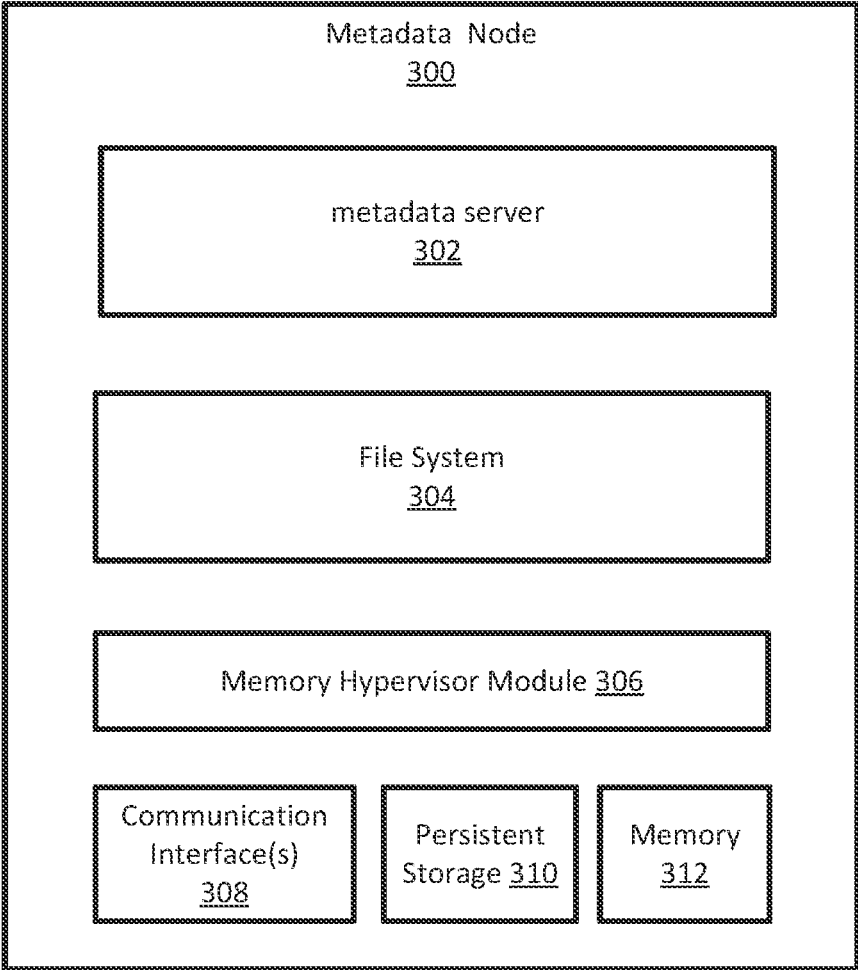 Metadata Node
300
metadata server
302
File System
304
Memory Hypervisor Module 306
Communication
Interface(s)
308
Persistent
Storage 310
Memory
312